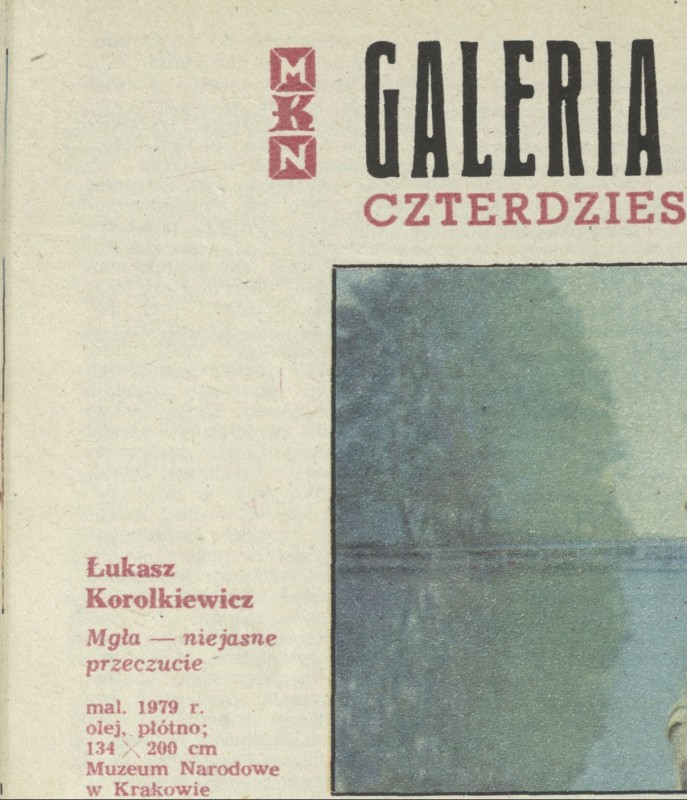 M
K
N
GALERIA
CZTERDZIES
Łukasz
Korolkiewicz
Mgła — niejasne
przeczucie
mal. 1979 r.
olej, płótno;
134 × 200 cm
Muzeum Narodowe
w Krakowie